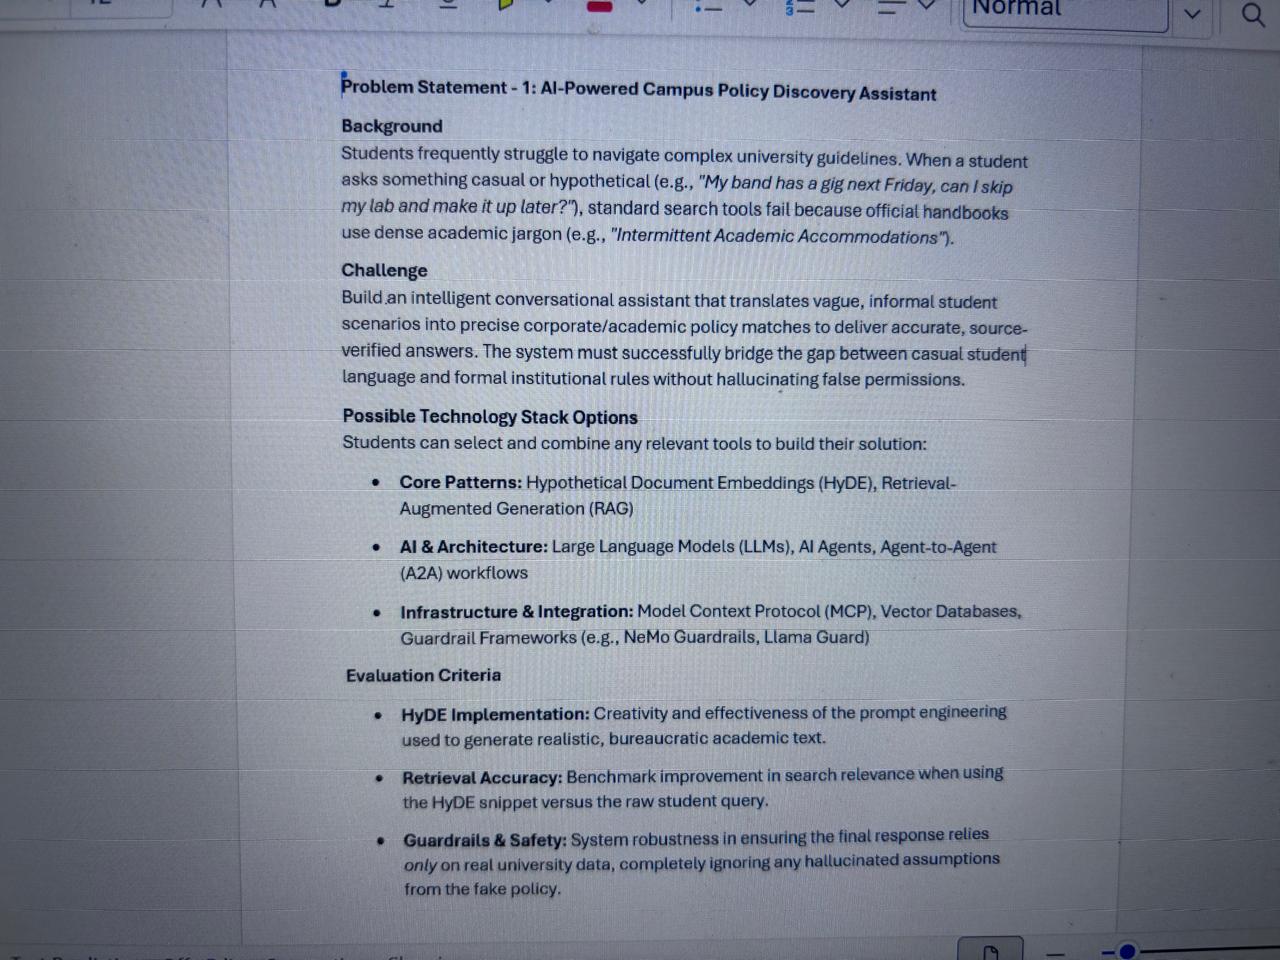 Normal
Problem Statement - 1: AI-Powered Campus Policy Discovery Assistant
Background
Students frequently struggle to navigate complex university guidelines. When a student
asks something casual or hypothetical (e.g., "My band has a gig next Friday, can I skip
my lab and make it up later?"), standard search tools fail because official handbooks
use dense academic jargon (e.g., "Intermittent Academic Accommodations").
Challenge
Build an intelligent conversational assistant that translates vague, informal student
scenarios into precise corporate/academic policy matches to deliver accurate, source-
verified answers. The system must successfully bridge the gap between casual student
language and formal institutional rules without hallucinating false permissions.
Possible Technology Stack Options
Students can select and combine any relevant tools to build their solution:
• Core Patterns: Hypothetical Document Embeddings (HyDE), Retrieval-
Augmented Generation (RAG)
• AI & Architecture: Large Language Models (LLMs), AI Agents, Agent-to-Agent
(A2A) workflows
• Infrastructure & Integration: Model Context Protocol (MCP), Vector Databases,
Guardrail Frameworks (e.g., NeMo Guardrails, Llama Guard)
Evaluation Criteria
• HyDE Implementation: Creativity and effectiveness of the prompt engineering
used to generate realistic, bureaucratic academic text.
• Retrieval Accuracy: Benchmark improvement in search relevance when using
the HyDE snippet versus the raw student query.
• Guardrails & Safety: System robustness in ensuring the final response relies
only on real university data, completely ignoring any hallucinated assumptions
from the fake policy.